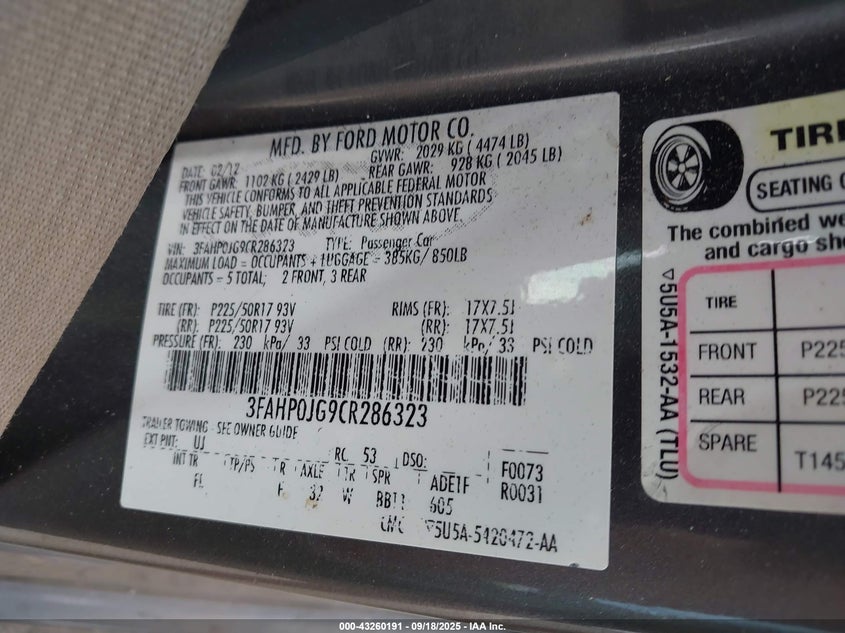 MFD. BY FORD MOTOR CO.
DATE: 02/12 GVWR: 2029 KG ( 4474 LB)
FRONT GAWR: 1102 KG ( 2429 LB) REAR GAWR: 928 KG ( 2045 LB)
THIS VEHICLE CONFORMS TO ALL APPLICABLE FEDERAL MOTOR
VEHICLE SAFETY, BUMPER, AND THEFT PREVENTION STANDARDS
IN EFFECT ON THE DATE OF MANUFACTURE SHOWN ABOVE.
VIN: 3FAHP0JG9CR286323 TYPE: Passenger Car
MAXIMUM LOAD = OCCUPANTS + LUGGAGE = 385KG/ 850LB
OCCUPANTS = 5 TOTAL; 2 FRONT, 3 REAR
TIRE (FR): P225/50R17 93V RIMS (FR): 17X7.5J
(RR): P225/50R17 93V (RR): 17X7.5J
PRESSURE (FR): 230 kPa/ 33 PSI COLD (RR): 230 kPa/ 33 PSI COLD
3FAHP0JG9CR286323
TRAILER TOWING - SEE OWNER GUIDE
EXT PNT: UJ RC: 53 DSO: F0073
INT TR TP/PS R AXLE TR SPR ADE1F R0031
32 W BB11 605
▽5U5A-5420472-AA
TIRE
SEATING
The combined
and cargo
▽5U5A-1532-AA (TLU)
TIRE
FRONT P225
REAR P225
SPARE T145
000-43260191 - 09/18/2025 - IAA Inc.